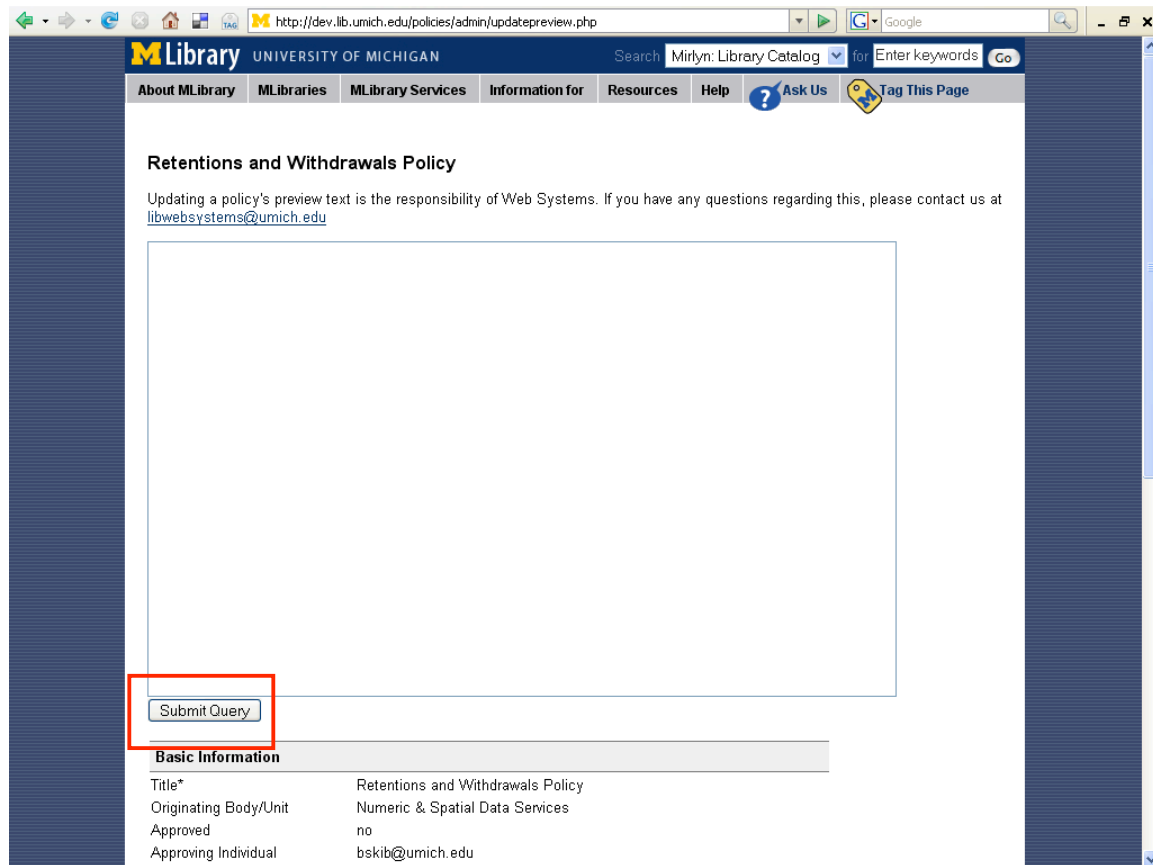 TAG
http://dev.lib.umich.edu/policies/admin/updatepreview.php
G
Google
MLibrary UNIVERSITY OF MICHIGAN
Search Mirlyn: Library Catalog for Enter keywords Go
About MLibrary MLibraries MLibrary Services Information for Resources Help ? Ask Us Tag This Page
Retentions and Withdrawals Policy
Updating a policy's preview text is the responsibility of Web Systems. If you have any questions regarding this, please contact us at
libwebsystems@umich.edu
Submit Query
Basic Information
Title* Retentions and Withdrawals Policy
Originating Body/Unit Numeric & Spatial Data Services
Approved no
Approving Individual bskib@umich.edu